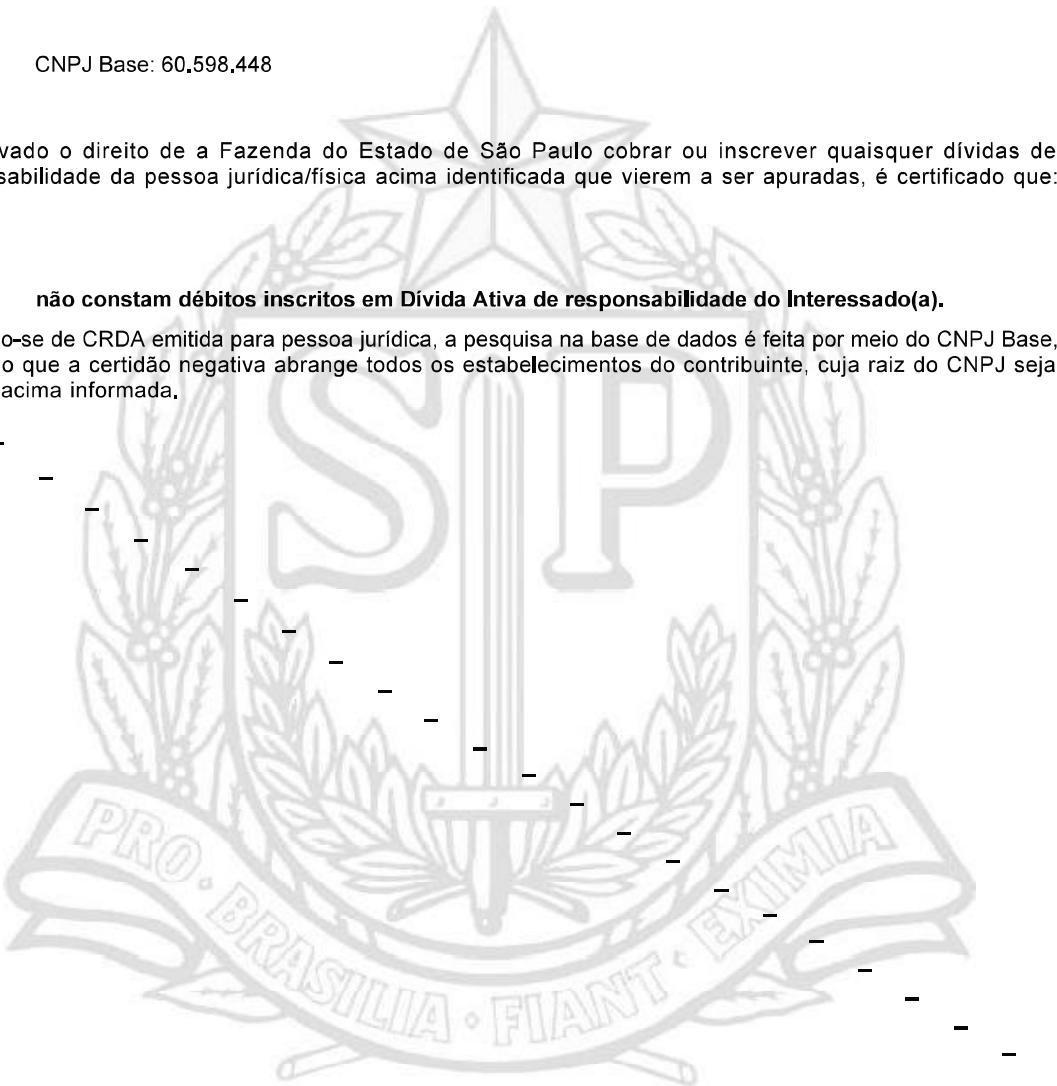 CNPJ Base: 60.598.448
vado o direito de a Fazenda do Estado de São Paulo cobrar ou inscrever quaisquer dívidas de
sabilidade da pessoa jurídica/física acima identificada que vierem a ser apuradas, é certificado que:
não constam débitos inscritos em Dívida Ativa de responsabilidade do Interessado(a).
o-se de CRDA emitida para pessoa jurídica, a pesquisa na base de dados é feita por meio do CNPJ Base,
o que a certidão negativa abrange todos os estabelecimentos do contribuinte, cuja raiz do CNPJ seja
acima informada.
SP
PRO • BRASILIA • FIANT • EXIMIA